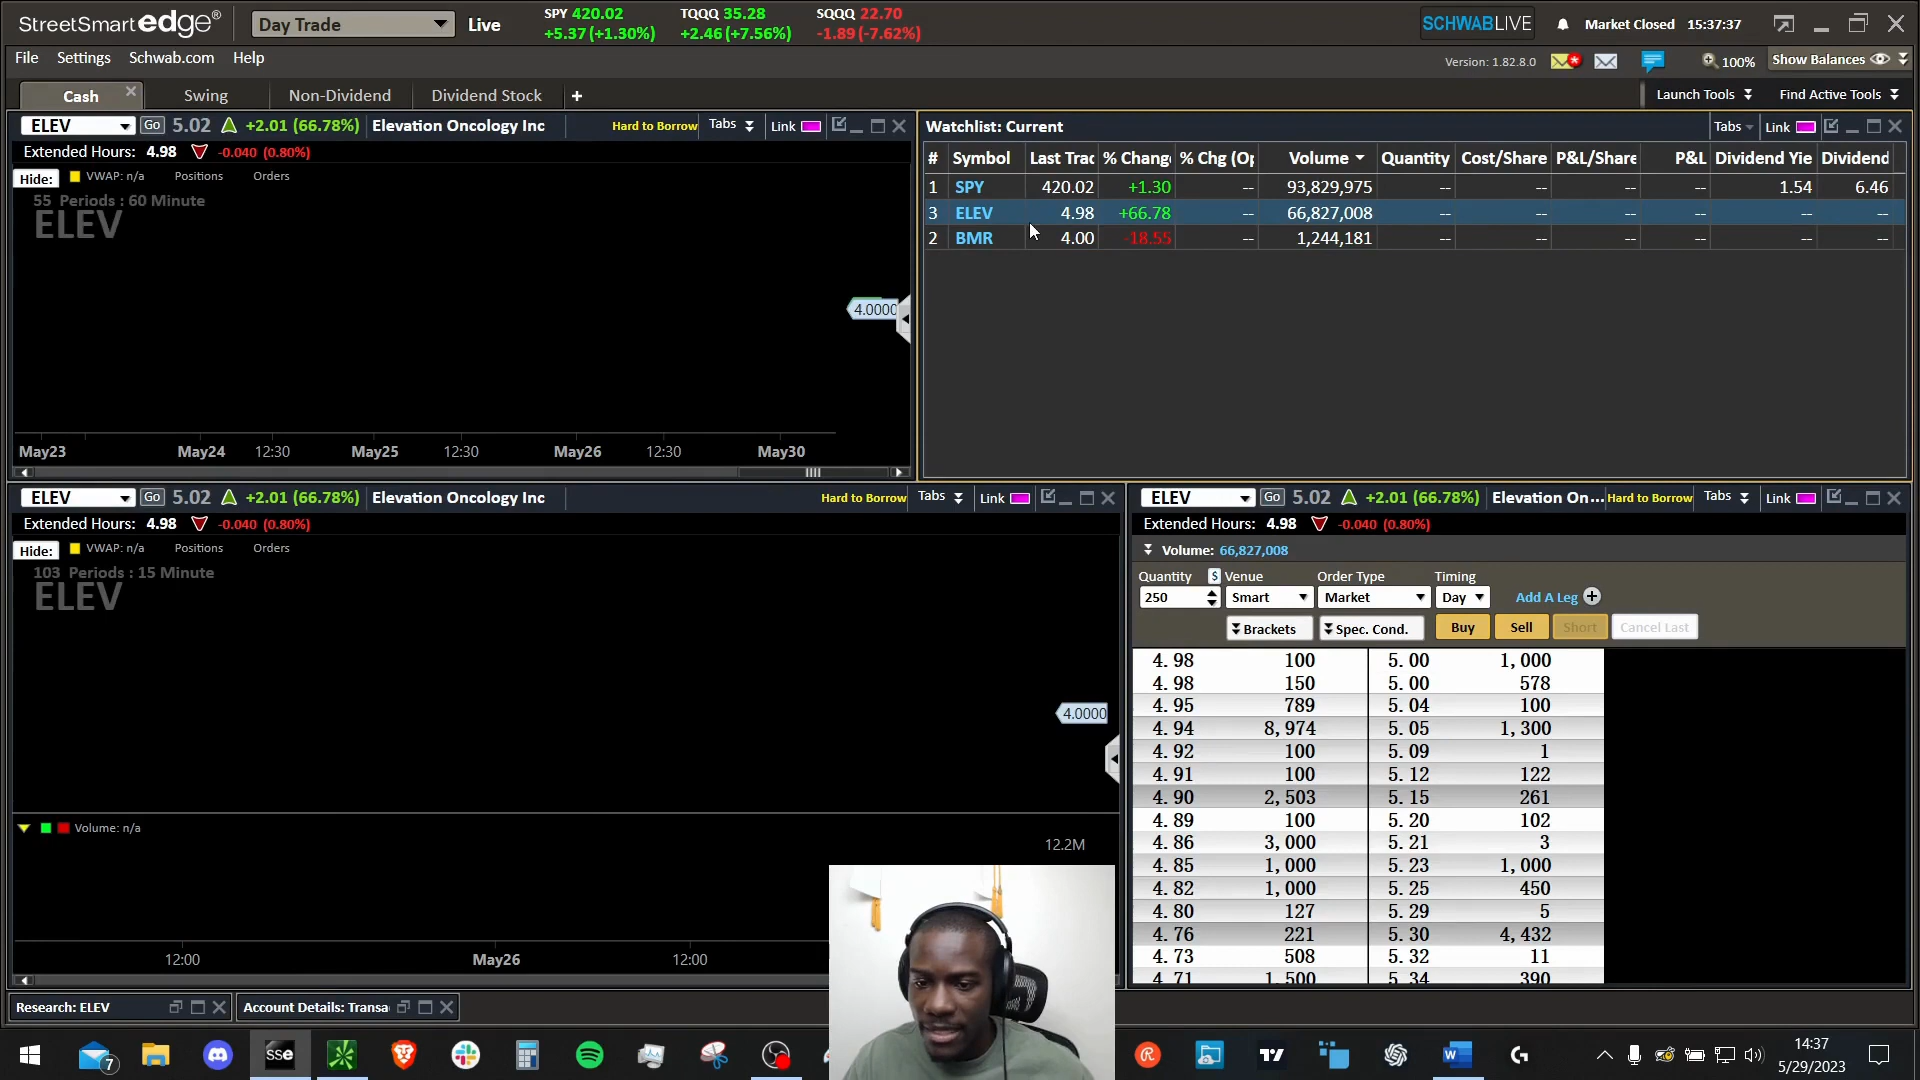 StreetSmart edge Day Trade Live SPY 420.02 TQQQ 35.28 SQQQ 22.70 SCHWABLIVE Market Closed 15:37:37
+5.37 (+1.30%) +2.46 (+7.56%) -1.89 (-7.62%)
File Settings Schwab.com Help Version: 1.82.8.0 100% Show Balances
Cash Swing Non-Dividend Dividend Stock + Launch Tools Find Active Tools
ELEV Go 5.02 +2.01 (66.78%) Elevation Oncology Inc Hard to Borrow Tabs Link
Extended Hours: 4.98 -0.040 (0.80%)
Hide: VWAP: n/a Positions Orders
55 Periods : 60 Minute
ELEV
4.0000
May23 May24 12:30 May25 12:30 May26 12:30 May30
Watchlist: Current Tabs Link
# Symbol Last Trac % Change % Chg (Op Volume Quantity Cost/Share P&L/Share P&L Dividend Yie Dividend
1 SPY 420.02 +1.30 -- 93,829,975 -- -- -- -- 1.54 6.46
3 ELEV 4.98 +66.78 -- 66,827,008 -- -- -- -- -- --
2 BMR 4.00 -18.55 -- 1,244,181 -- -- -- -- -- --
ELEV Go 5.02 +2.01 (66.78%) Elevation Oncology Inc Hard to Borrow Tabs Link
Extended Hours: 4.98 -0.040 (0.80%)
Hide: VWAP: n/a Positions Orders
103 Periods : 15 Minute
ELEV
4.0000
Volume: n/a
12.2M
12:00 May26 12:00
ELEV Go 5.02 +2.01 (66.78%) Elevation On... Hard to Borrow Tabs Link
Extended Hours: 4.98 -0.040 (0.80%)
Volume: 66,827,008
Quantity $ Venue Order Type Timing
250 Smart Market Day Add A Leg
Brackets Spec. Cond. Buy Sell Short Cancel Last
4.98 100 5.00 1,000
4.98 150 5.00 578
4.95 789 5.04 100
4.94 8,974 5.05 1,300
4.92 100 5.09 1
4.91 100 5.12 122
4.90 2,503 5.15 261
4.89 100 5.20 102
4.86 3,000 5.21 3
4.85 1,000 5.23 1,000
4.82 1,000 5.25 450
4.80 127 5.29 5
4.76 221 5.30 4,432
4.73 508 5.32 11
4.71 1,500 5.34 390
Research: ELEV Account Details: Transa
7 sse 14:37
5/29/2023